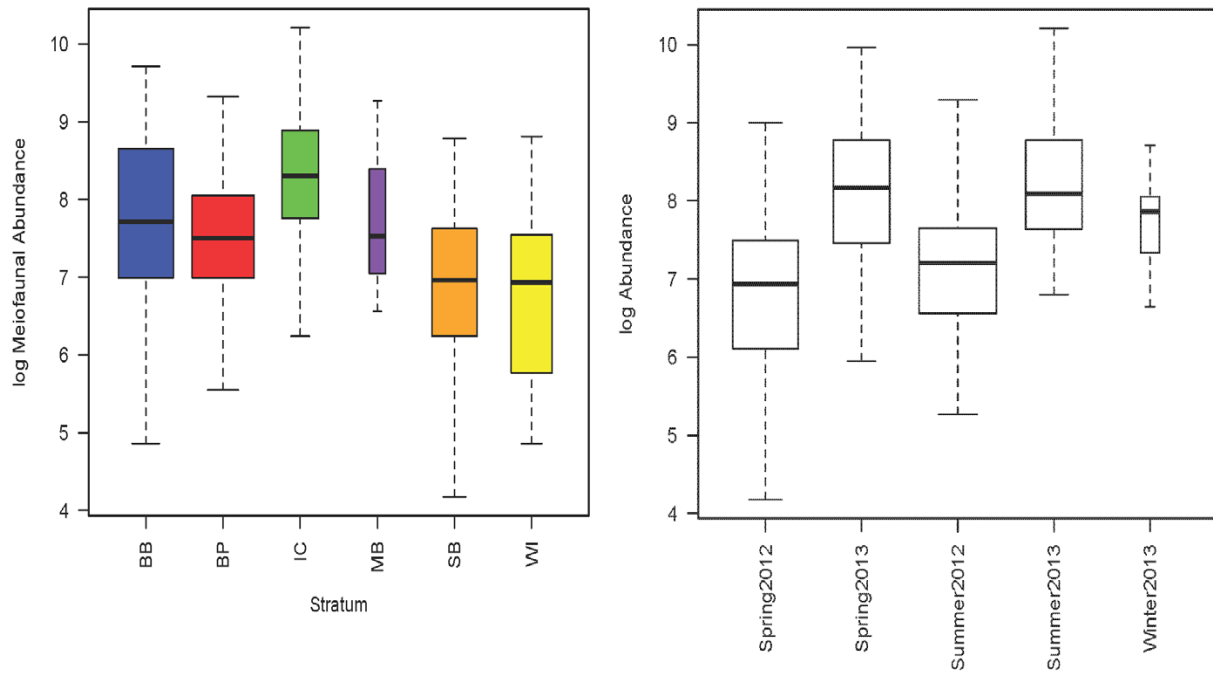 log Meiofaunal Abundance
10
9
8
7
6
5
4
BB
BP
IC
MB
SB
WI
Stratum
log Abundance
10
9
8
7
6
5
4
Spring2012
Spring2013
Summer2012
Summer2013
Winter2013